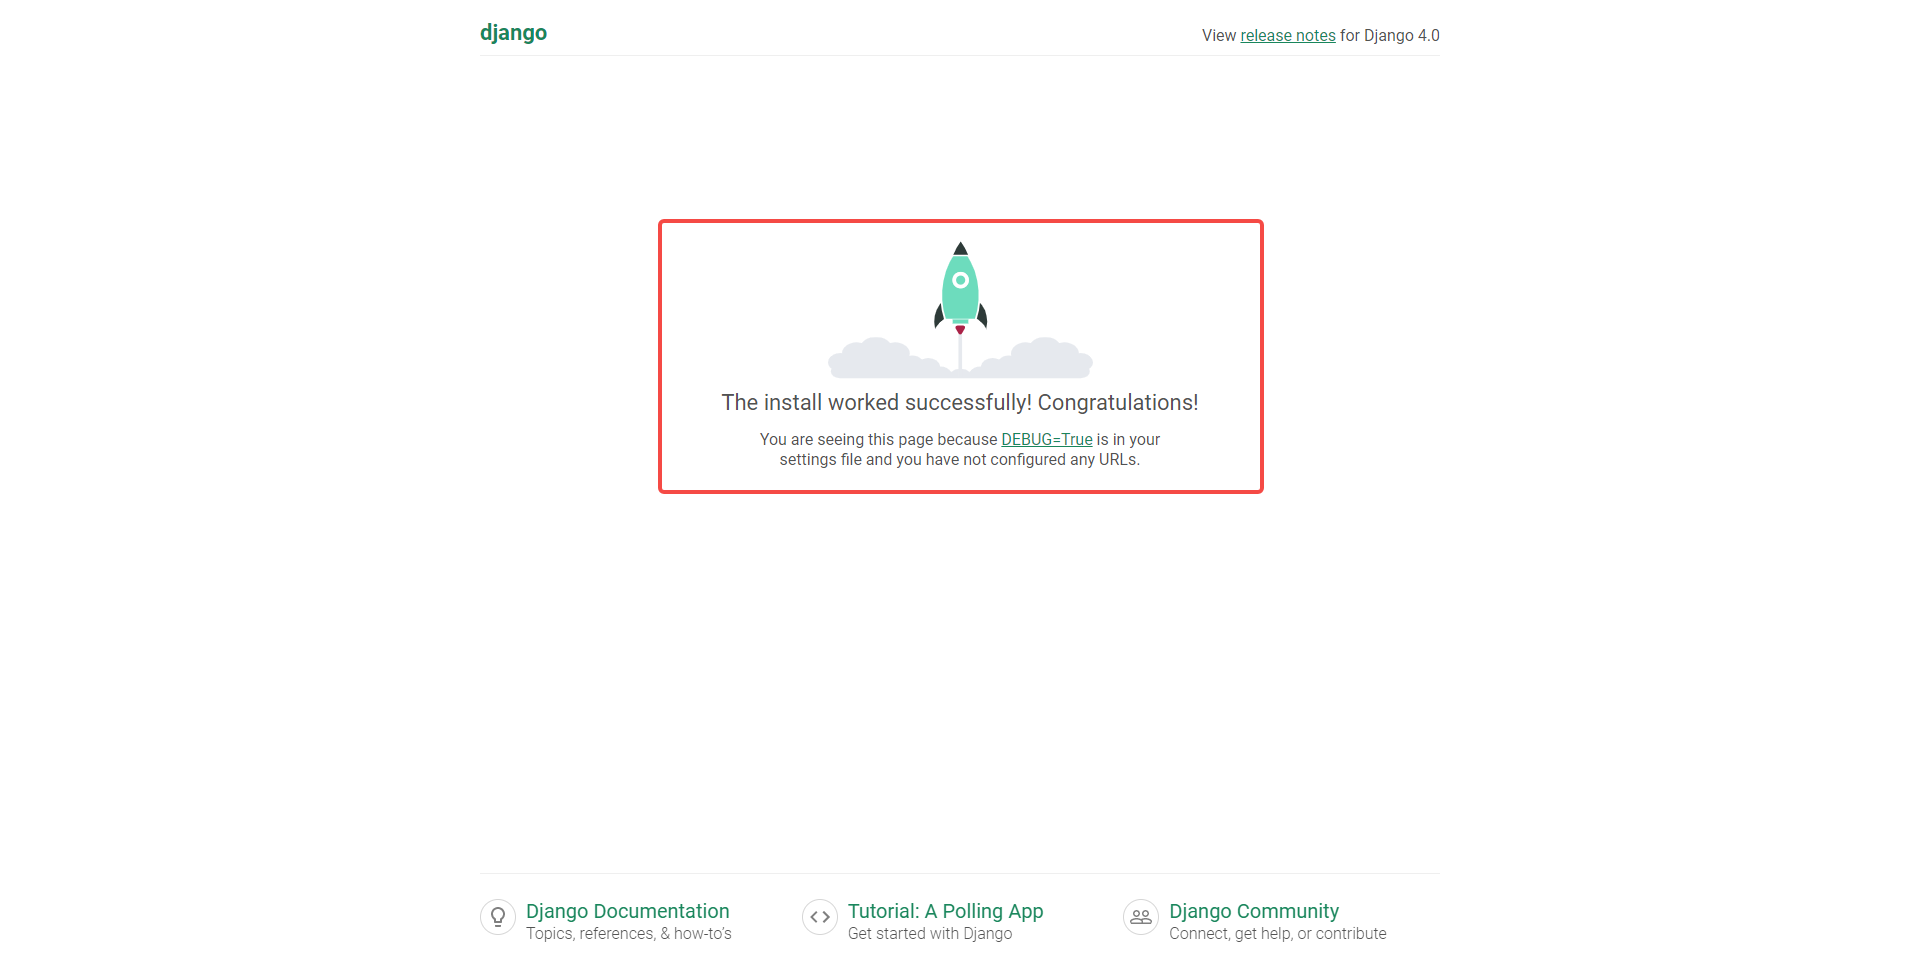 django
View release notes for Django 4.0
The install worked successfully! Congratulations!
You are seeing this page because DEBUG=True is in your
settings file and you have not configured any URLs.
Django Documentation
Topics, references, & how-to’s
Tutorial: A Polling App
Get started with Django
Django Community
Connect, get help, or contribute